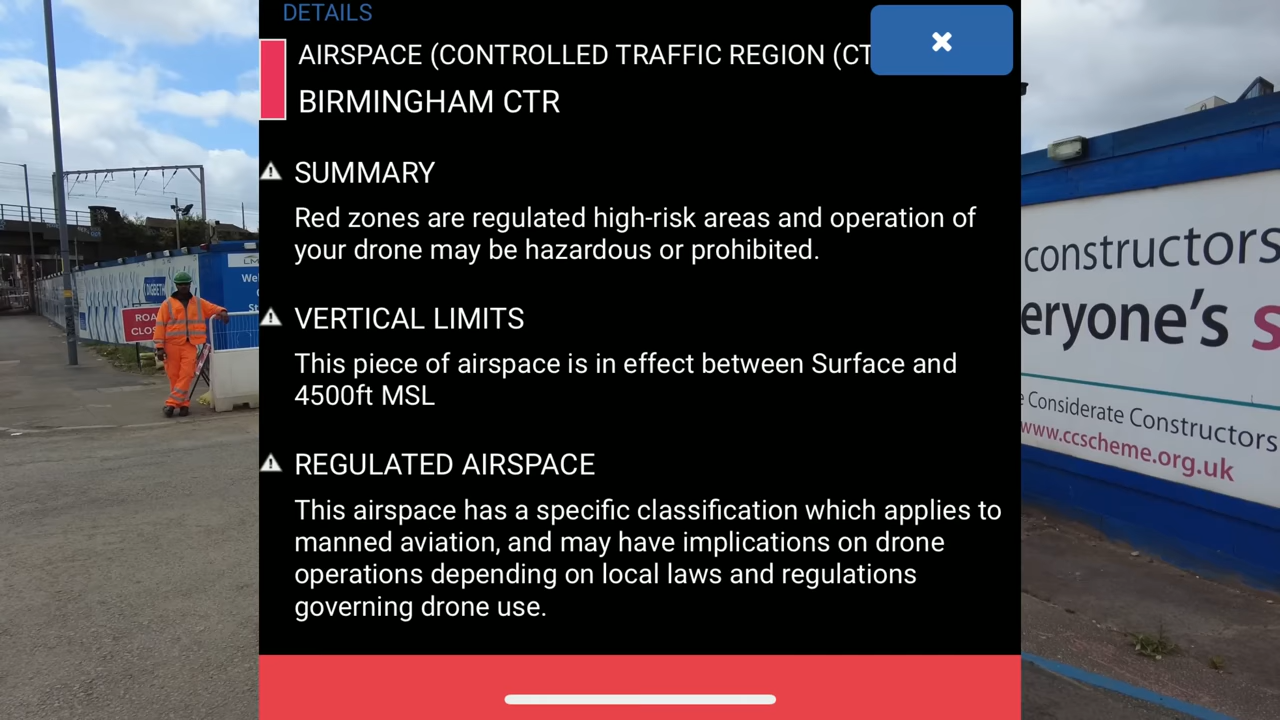 DETAILS
AIRSPACE (CONTROLLED TRAFFIC REGION (CT
BIRMINGHAM CTR
SUMMARY
Red zones are regulated high-risk areas and operation of
your drone may be hazardous or prohibited.
VERTICAL LIMITS
This piece of airspace is in effect between Surface and
4500ft MSL
REGULATED AIRSPACE
This airspace has a specific classification which applies to
manned aviation, and may have implications on drone
operations depending on local laws and regulations
governing drone use.
ROA
CLOS
Wel
St
constructors
eryone's s
e Considerate Constructors
www.ccscheme.org.uk